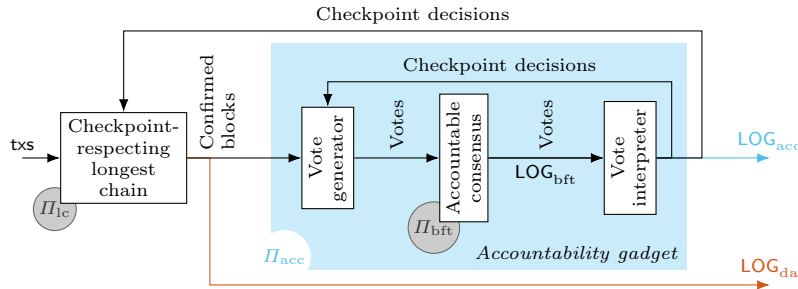 Checkpoint decisions
Checkpoint decisions
txs
Checkpoint-
respecting
longest
chain
Π_lc
Confirmed
blocks
Vote
generator
Votes
Accountable
consensus
Π_bft
Votes
LOG_bft
Vote
interpreter
LOG_acc
Π_acc
Accountability gadget
LOG_da